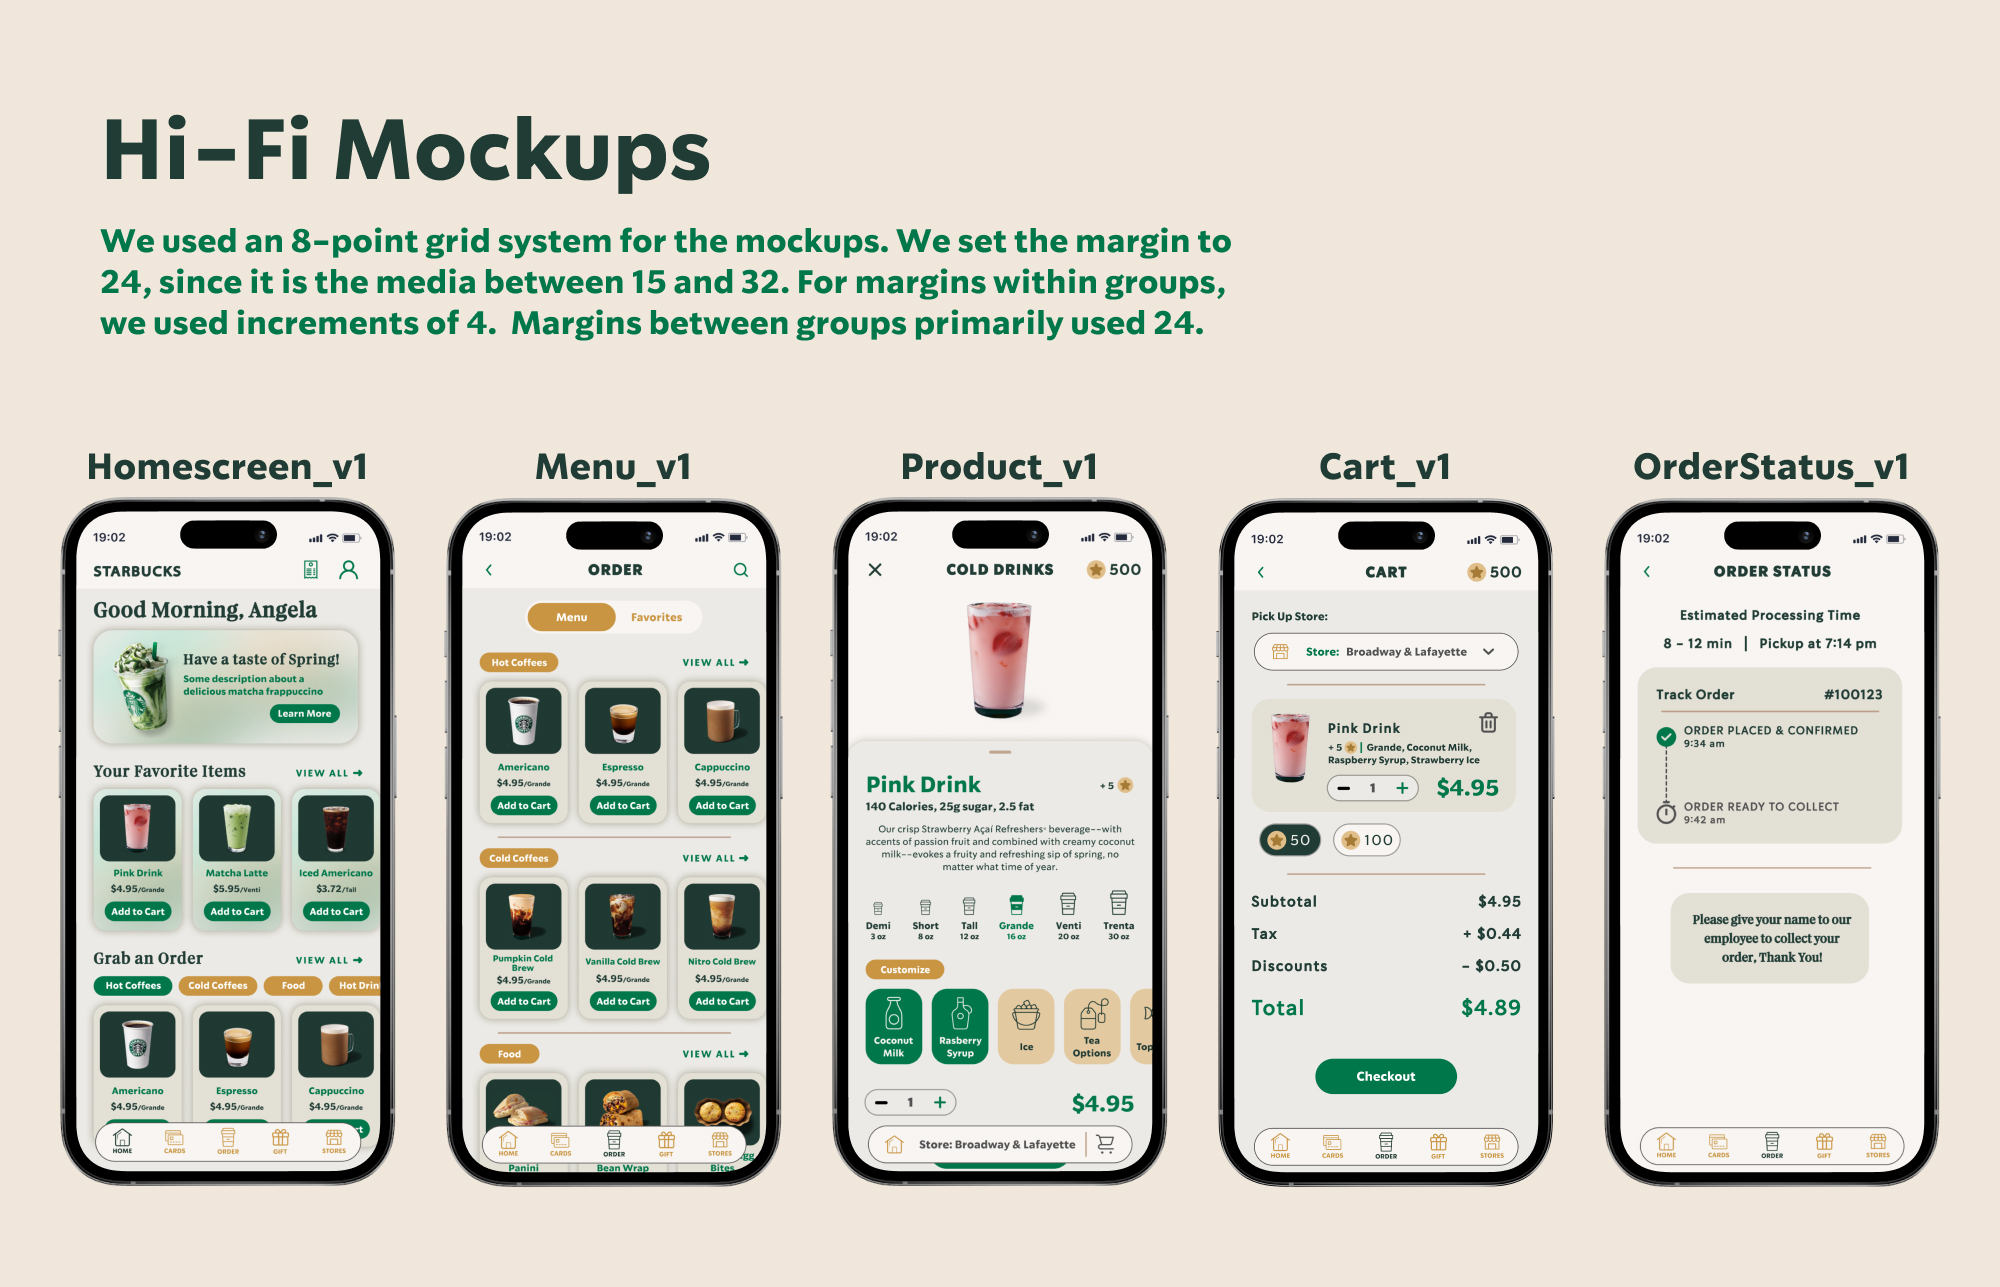 Hi-Fi Mockups
We used an 8-point grid system for the mockups. We set the margin to
24, since it is the media between 15 and 32. For margins within groups,
we used increments of 4.  Margins between groups primarily used 24.
Homescreen_v1
19:02
STARBUCKS
Good Morning, Angela
Have a taste of Spring!
Some description about a
delicious matcha frappuccino
Learn More
Your Favorite Items VIEW ALL →
Pink Drink Matcha Latte Iced Americano
$4.95/Grande $5.95/Venti $3.72/Tall
Add to Cart Add to Cart Add to Cart
Grab an Order VIEW ALL →
Hot Coffees Cold Coffees Food Hot Drin
Americano Espresso Cappuccino
$4.95/Grande $4.95/Grande $4.95/Grande
HOME CARDS ORDER GIFT STORES
Menu_v1
19:02
ORDER
Menu Favorites
Hot Coffees VIEW ALL →
Americano Espresso Cappuccino
$4.95/Grande $4.95/Grande $4.95/Grande
Add to Cart Add to Cart Add to Cart
Cold Coffees VIEW ALL →
Pumpkin Cold
Brew Vanilla Cold Brew Nitro Cold Brew
$4.95/Grande $4.95/Grande $4.95/Grande
Add to Cart Add to Cart Add to Cart
Food VIEW ALL →
HOME CARDS ORDER GIFT STORES
Panini Bean Wrap Bites
Product_v1
19:02
COLD DRINKS 500
Pink Drink +5
140 Calories, 25g sugar, 2.5 fat
Our crisp Strawberry Açaí Refreshers® beverage--with
accents of passion fruit and combined with creamy coconut
milk--evokes a fruity and refreshing sip of spring, no
matter what time of year.
Demi Short Tall Grande Venti Trenta
3 oz 8 oz 12 oz 16 oz 20 oz 30 oz
Customize
Coconut
Milk
Rasberry
Syrup
Ice
Tea
Options
Top
1 $4.95
Store: Broadway & Lafayette
Cart_v1
19:02
CART 500
Pick Up Store:
Store: Broadway & Lafayette
Pink Drink
+ 5 | Grande, Coconut Milk,
Raspberry Syrup, Strawberry Ice
1 $4.95
50 100
Subtotal $4.95
Tax + $0.44
Discounts - $0.50
Total $4.89
Checkout
HOME CARDS ORDER GIFT STORES
OrderStatus_v1
19:02
ORDER STATUS
Estimated Processing Time
8 - 12 min | Pickup at 7:14 pm
Track Order #100123
ORDER PLACED & CONFIRMED
9:34 am
ORDER READY TO COLLECT
9:42 am
Please give your name to our
employee to collect your
order, Thank You!
HOME CARDS ORDER GIFT STORES